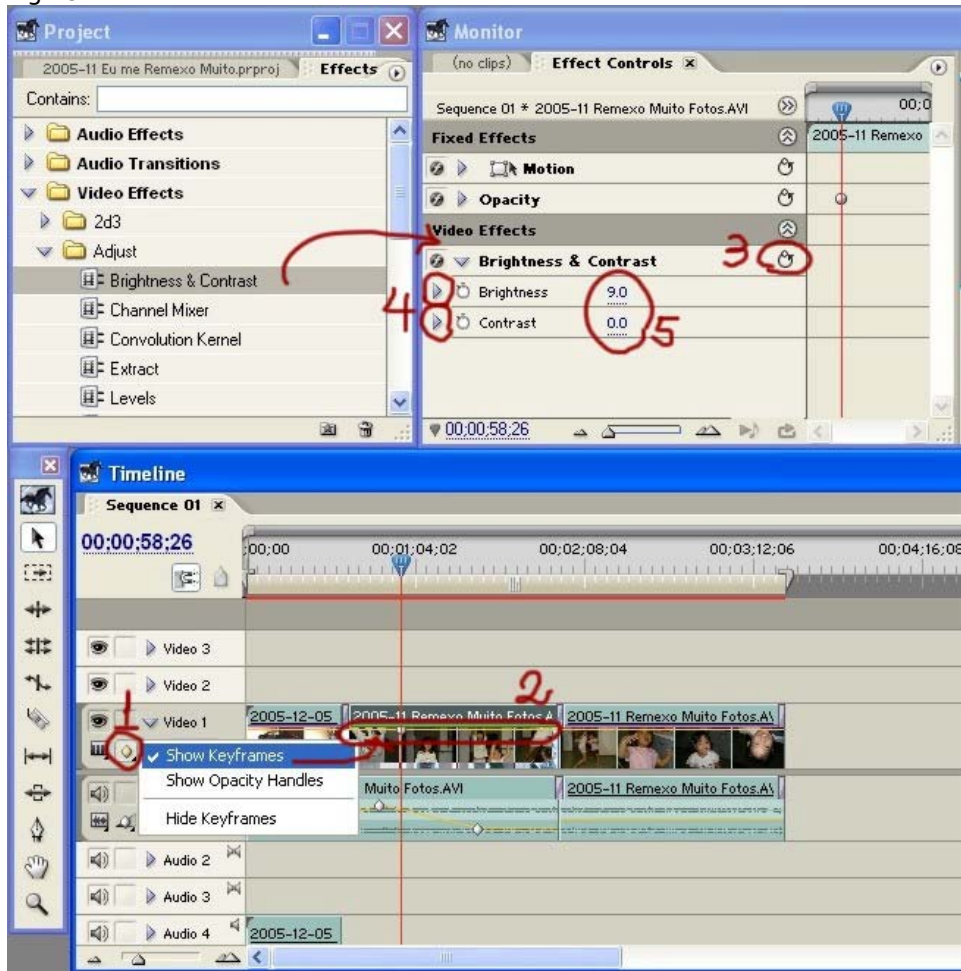 Project
2005-11 Eu me Remexo Muito.prproj Effects
Contains:
Audio Effects
Audio Transitions
Video Effects
2d3
Adjust
Brightness & Contrast
Channel Mixer
Convolution Kernel
Extract
Levels
Monitor
(no clips) Effect Controls
Sequence 01 * 2005-11 Remexo Muito Fotos.AVI
00;0
Fixed Effects
2005-11 Remexo
Motion
Opacity
Video Effects
Brightness & Contrast
3
4
Brightness 9.0
Contrast 0.0
5
00;00;58;26
Timeline
Sequence 01
00;00;58;26
;00;00 00;01;04;02 00;02;08;04 00;03;12;06 00;04;16;08
Video 3
Video 2
1
2
Video 1
2005-12-05 2005-11 Remexo Muito Fotos.A 2005-11 Remexo Muito Fotos.A\
Show Keyframes
Show Opacity Handles
Hide Keyframes
Muito Fotos.AVI 2005-11 Remexo Muito Fotos.A\
Audio 2
Audio 3
Audio 4 2005-12-05